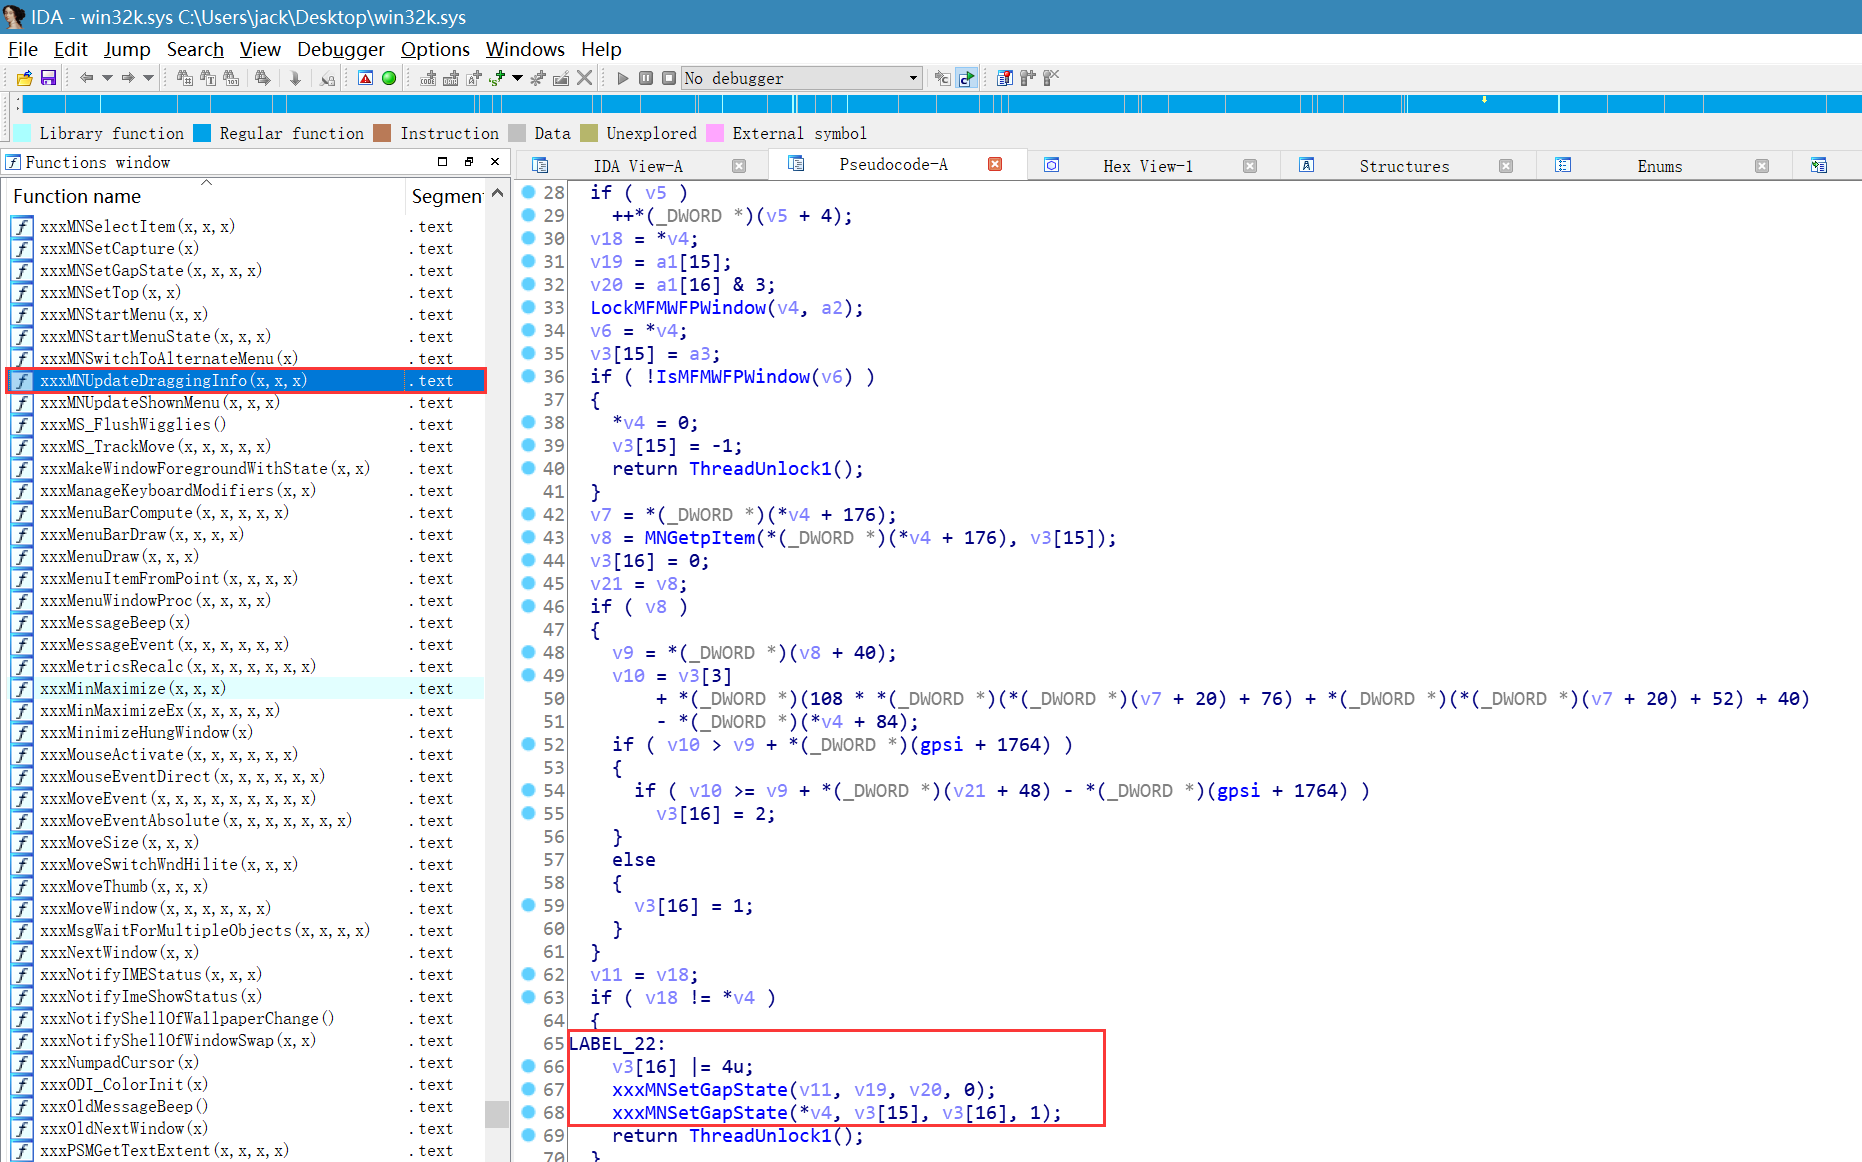 IDA - win32k.sys C:\Users\jack\Desktop\win32k.sys
File Edit Jump Search View Debugger Options Windows Help
No debugger
Library function Regular function Instruction Data Unexplored External symbol
Functions window
IDA View-A Pseudocode-A Hex View-1 Structures Enums
Function name Segment
xxxMNSelectItem(x,x,x) .text
xxxMNSetCapture(x) .text
xxxMNSetGapState(x,x,x,x) .text
xxxMNSetTop(x,x) .text
xxxMNStartMenu(x,x) .text
xxxMNStartMenuState(x,x,x) .text
xxxMNSwitchToAlternateMenu(x) .text
xxxMNUpdateDraggingInfo(x,x,x) .text
xxxMNUpdateShownMenu(x,x,x) .text
xxxMS_FlushWigglies() .text
xxxMS_TrackMove(x,x,x,x,x) .text
xxxMakeWindowForegroundWithState(x,x) .text
xxxManageKeyboardModifiers(x,x) .text
xxxMenuBarCompute(x,x,x,x,x) .text
xxxMenuBarDraw(x,x,x,x) .text
xxxMenuDraw(x,x,x) .text
xxxMenuItemFromPoint(x,x,x,x) .text
xxxMenuWindowProc(x,x,x,x) .text
xxxMessageBeep(x) .text
xxxMessageEvent(x,x,x,x,x,x) .text
xxxMetricsRecalc(x,x,x,x,x,x,x) .text
xxxMinMaximize(x,x,x) .text
xxxMinMaximizeEx(x,x,x,x,x) .text
xxxMinimizeHungWindow(x) .text
xxxMouseActivate(x,x,x,x,x,x) .text
xxxMouseEventDirect(x,x,x,x,x,x) .text
xxxMoveEvent(x,x,x,x,x,x,x,x,x) .text
xxxMoveEventAbsolute(x,x,x,x,x,x,x) .text
xxxMoveSize(x,x,x) .text
xxxMoveSwitchWndHilite(x,x,x) .text
xxxMoveThumb(x,x,x) .text
xxxMoveWindow(x,x,x,x,x,x) .text
xxxMsgWaitForMultipleObjects(x,x,x,x) .text
xxxNextWindow(x,x) .text
xxxNotifyIMEStatus(x,x,x) .text
xxxNotifyImeShowStatus(x) .text
xxxNotifyShellOfWallpaperChange() .text
xxxNotifyShellOfWindowSwap(x,x) .text
xxxNumpadCursor(x) .text
xxxODI_ColorInit(x) .text
xxxOldMessageBeep() .text
xxxOldNextWindow(x) .text
xxxPSMGetTextExtent(x,x,x,x) .text
28 if ( v5 )
29 ++*(_DWORD *)(v5 + 4);
30 v18 = *v4;
31 v19 = a1[15];
32 v20 = a1[16] & 3;
33 LockMFMWFPWindow(v4, a2);
34 v6 = *v4;
35 v3[15] = a3;
36 if ( !IsMFMWFPWindow(v6) )
37 {
38 *v4 = 0;
39 v3[15] = -1;
40 return ThreadUnlock1();
41 }
42 v7 = *(_DWORD *)(*v4 + 176);
43 v8 = MNGetpItem(*(_DWORD *)(*v4 + 176), v3[15]);
44 v3[16] = 0;
45 v21 = v8;
46 if ( v8 )
47 {
48 v9 = *(_DWORD *)(v8 + 40);
49 v10 = v3[3]
50 + *(_DWORD *)(108 * *(_DWORD *)(*(_DWORD *)(v7 + 20) + 76) + *(_DWORD *)(*(_DWORD *)(v7 + 20) + 52) + 40)
51 - *(_DWORD *)(*v4 + 84);
52 if ( v10 > v9 + *(_DWORD *)(gpsi + 1764) )
53 {
54 if ( v10 >= v9 + *(_DWORD *)(v21 + 48) - *(_DWORD *)(gpsi + 1764) )
55 v3[16] = 2;
56 }
57 else
58 {
59 v3[16] = 1;
60 }
61 }
62 v11 = v18;
63 if ( v18 != *v4 )
64 {
65 LABEL_22:
66 v3[16] |= 4u;
67 xxxMNSetGapState(v11, v19, v20, 0);
68 xxxMNSetGapState(*v4, v3[15], v3[16], 1);
69 return ThreadUnlock1();
70 }